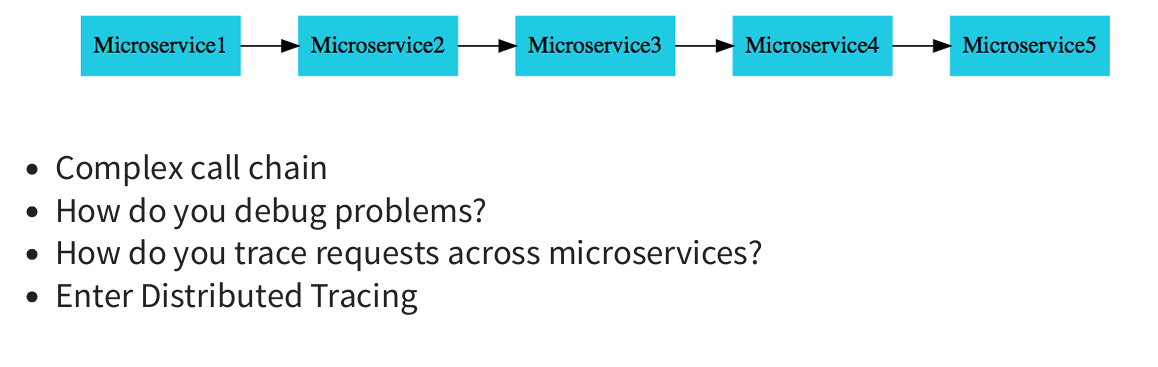 Microservice1 Microservice2 Microservice3 Microservice4 Microservice5
• Complex call chain
• How do you debug problems?
• How do you trace requests across microservices?
• Enter Distributed Tracing